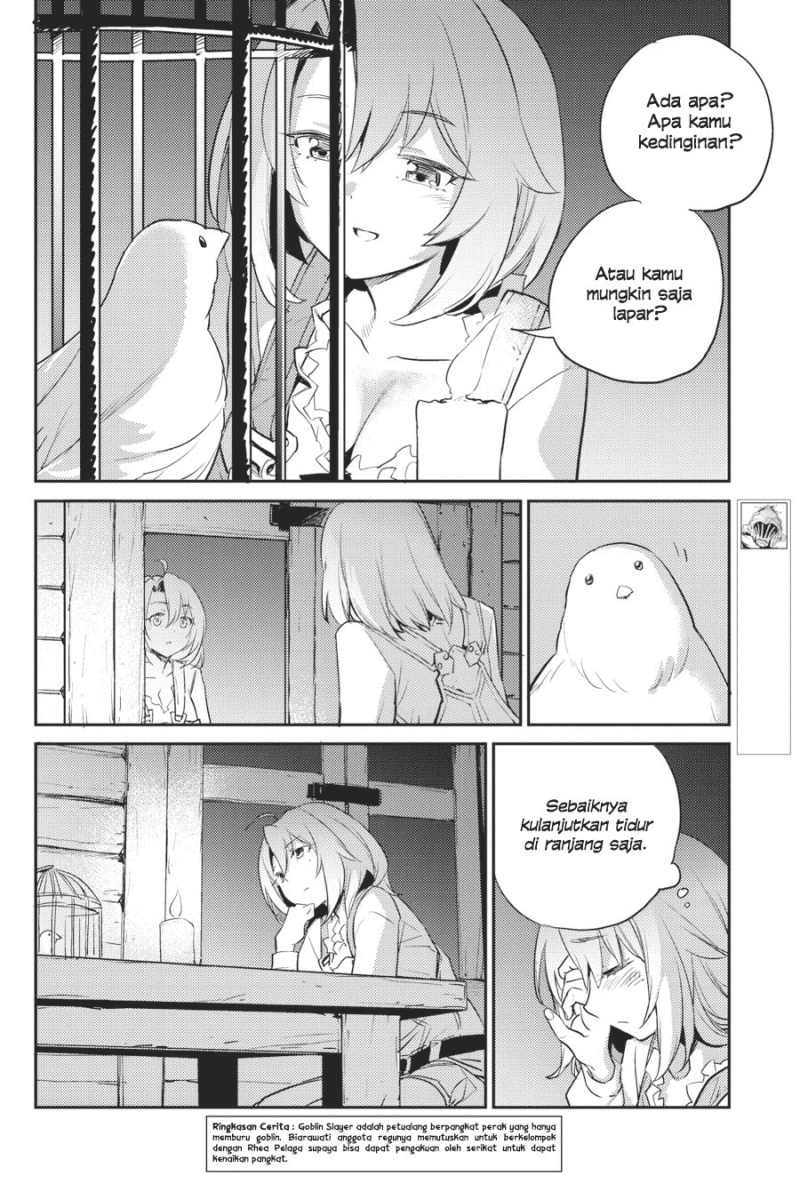 Ada apa?
Apa kamu
kedinginan?
Atau kamu
mungkin saja
lapar?
Sebaiknya
kulanjutkan tidur
di ranjang saja.
Ringkasan Cerita : Goblin Slayer adalah petualang berpangkat perak yang hanya
memburu goblin. Biarawati anggota regunya memutuskan untuk berkelompok
dengan Rhea Pelaga supaya bisa dapat pengakuan oleh serikat untuk dapat
kenaikan pangkat.